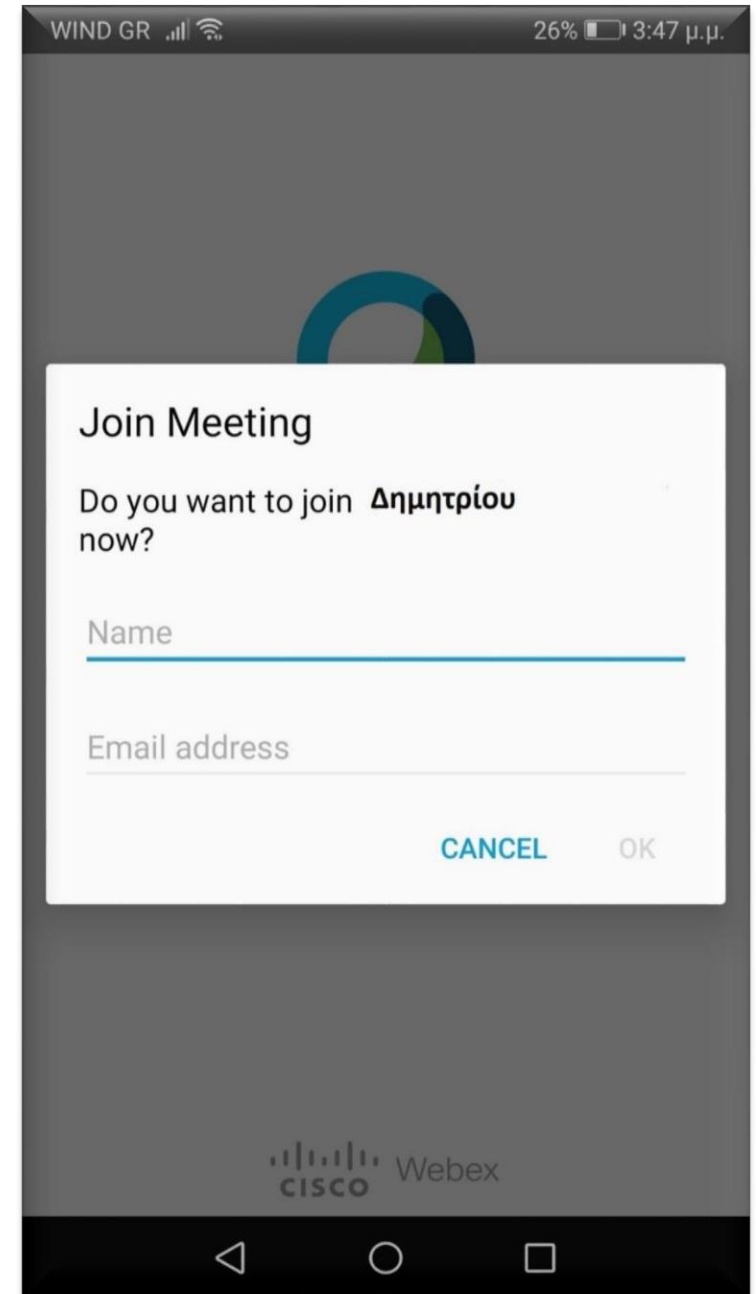 WIND GR 26% 3:47 μ.μ.
Join Meeting
Do you want to join Δημητρίου
now?
Name
Email address
CANCEL OK
CISCO Webex